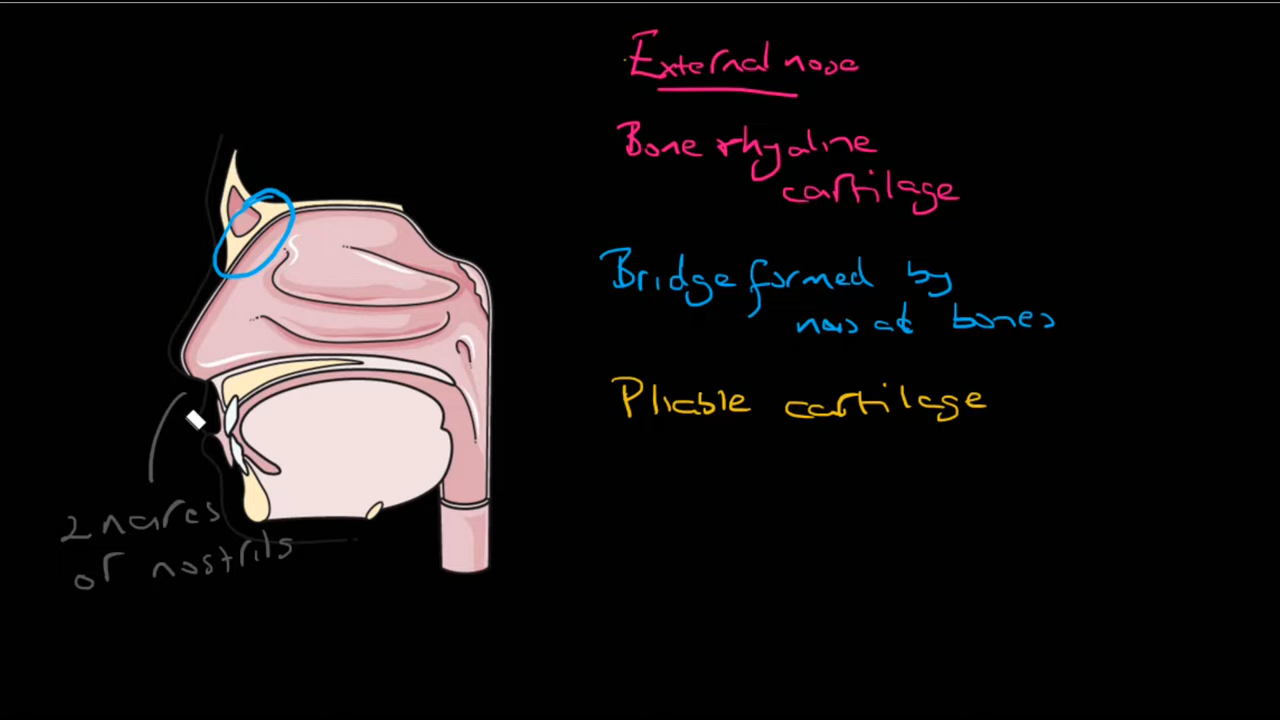 External nose
Bone + hyaline
cartilage
Bridge formed by
nasal bones
Pliable cartilage
2 nares
or nostrils